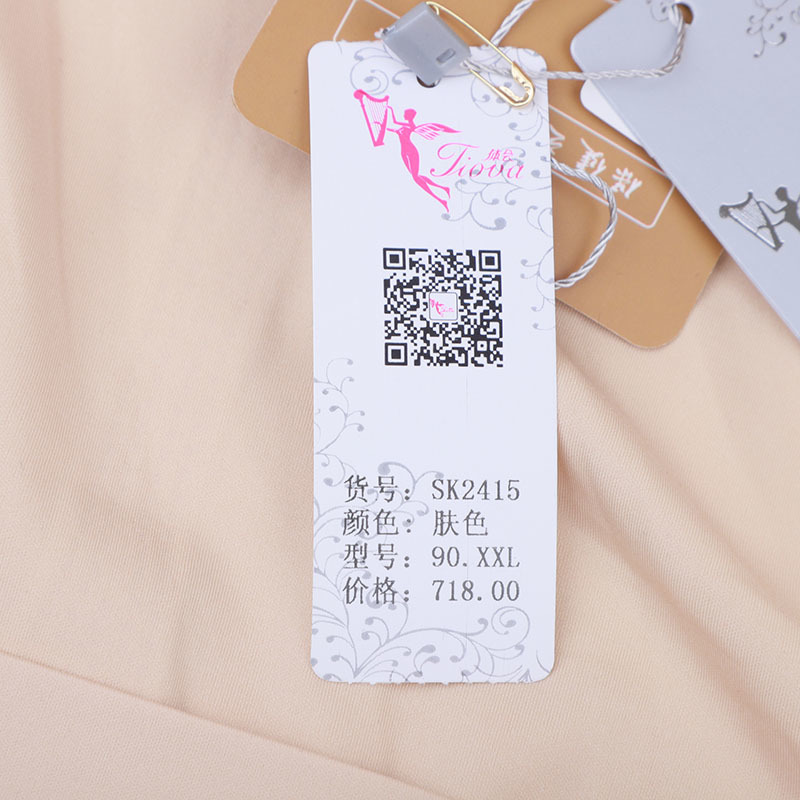 体会
Tiova
货号: SK2415
颜色: 肤色
型号: 90.XXL
价格: 718.00